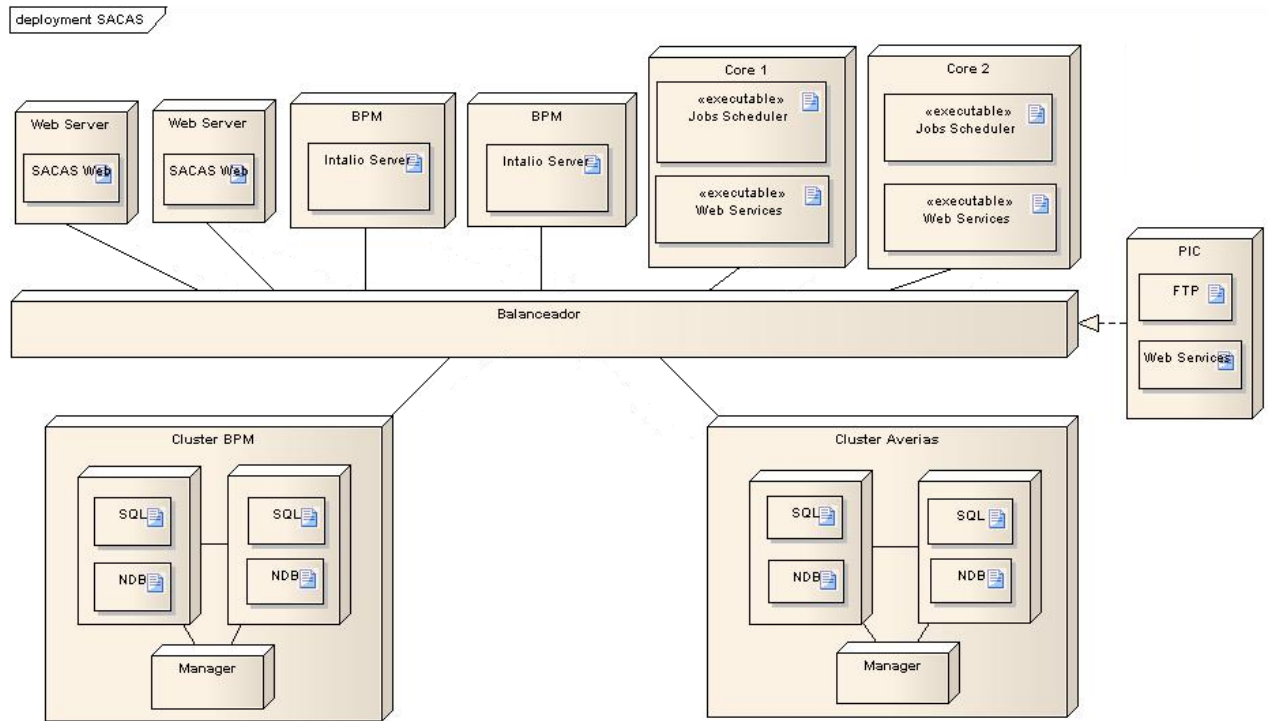 deployment SACAS
Web Server
SACAS Web
Web Server
SACAS Web
BPM
Intalio Server
BPM
Intalio Server
Core 1
«executable»
Jobs Scheduler
«executable»
Web Services
Core 2
«executable»
Jobs Scheduler
«executable»
Web Services
PIC
FTP
Web Services
Balanceador
Cluster BPM
SQL
NDB
SQL
NDB
Manager
Cluster Averias
SQL
NDB
SQL
NDB
Manager